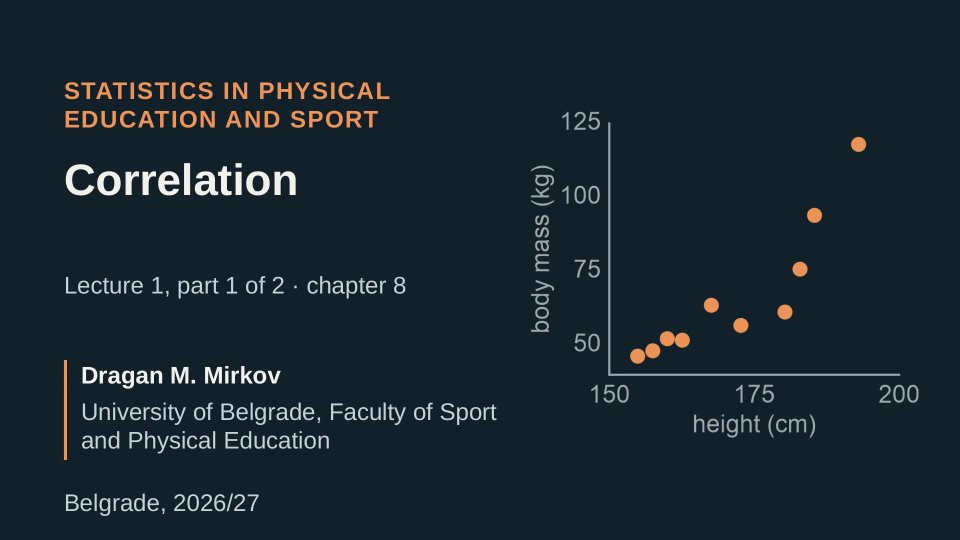 STATISTICS IN PHYSICAL
EDUCATION AND SPORT
Correlation
Lecture 1, part 1 of 2 · chapter 8
Dragan M. Mirkov
University of Belgrade, Faculty of Sport
and Physical Education
Belgrade, 2026/27
body mass (kg)
125
100
75
50
150 175 200
height (cm)